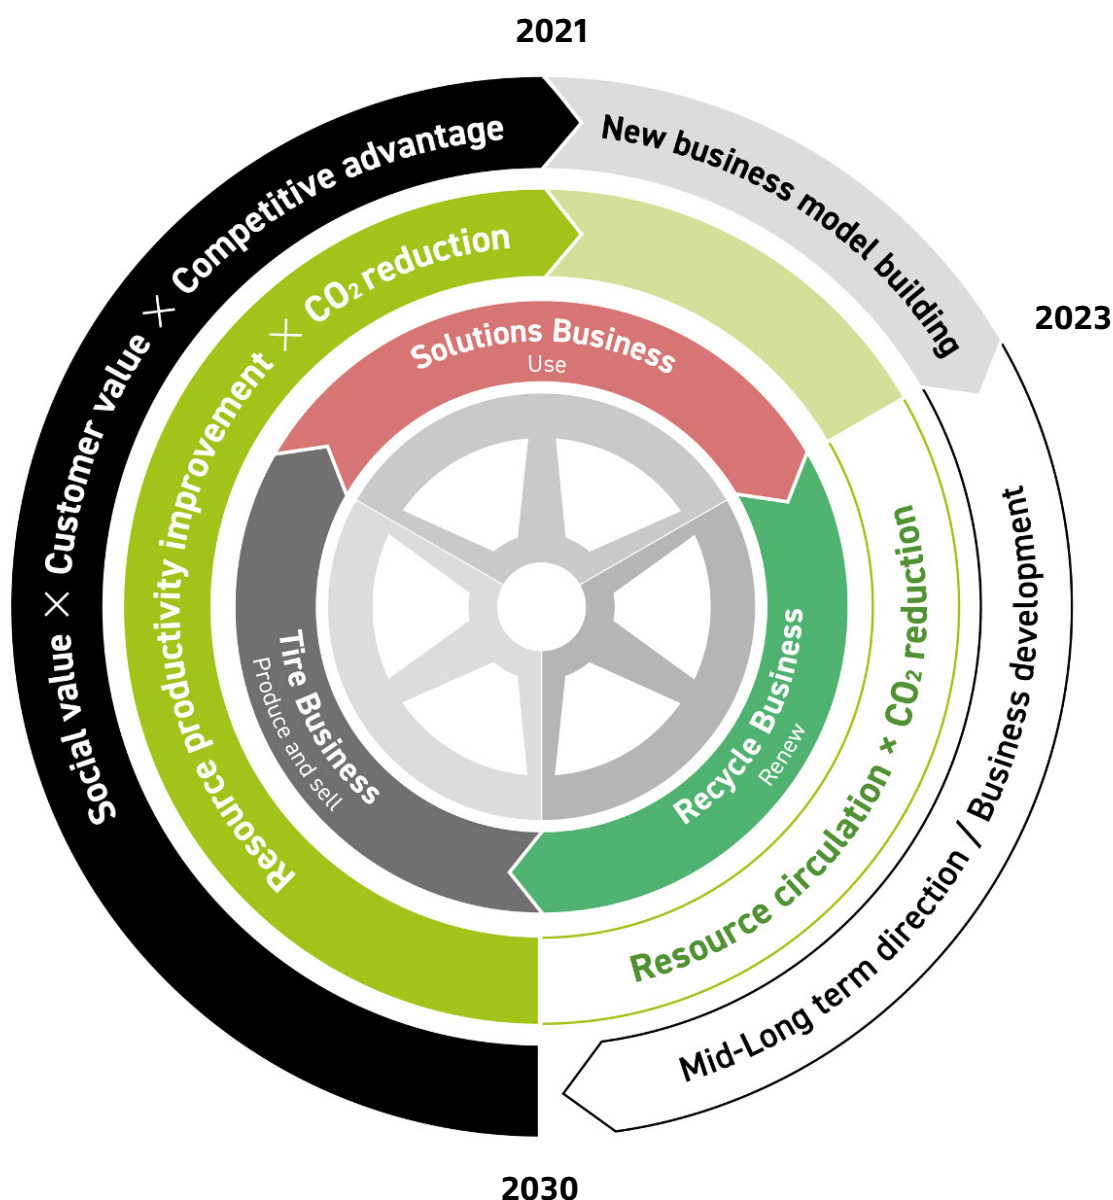 2021
Social value × Customer value × Competitive advantage
New business model building
2023
Resource productivity improvement × CO₂ reduction
Solutions Business
Use
Tire Business
Produce and sell
Recycle Business
Renew
Resource circulation × CO₂ reduction
Mid-Long term direction / Business development
2030